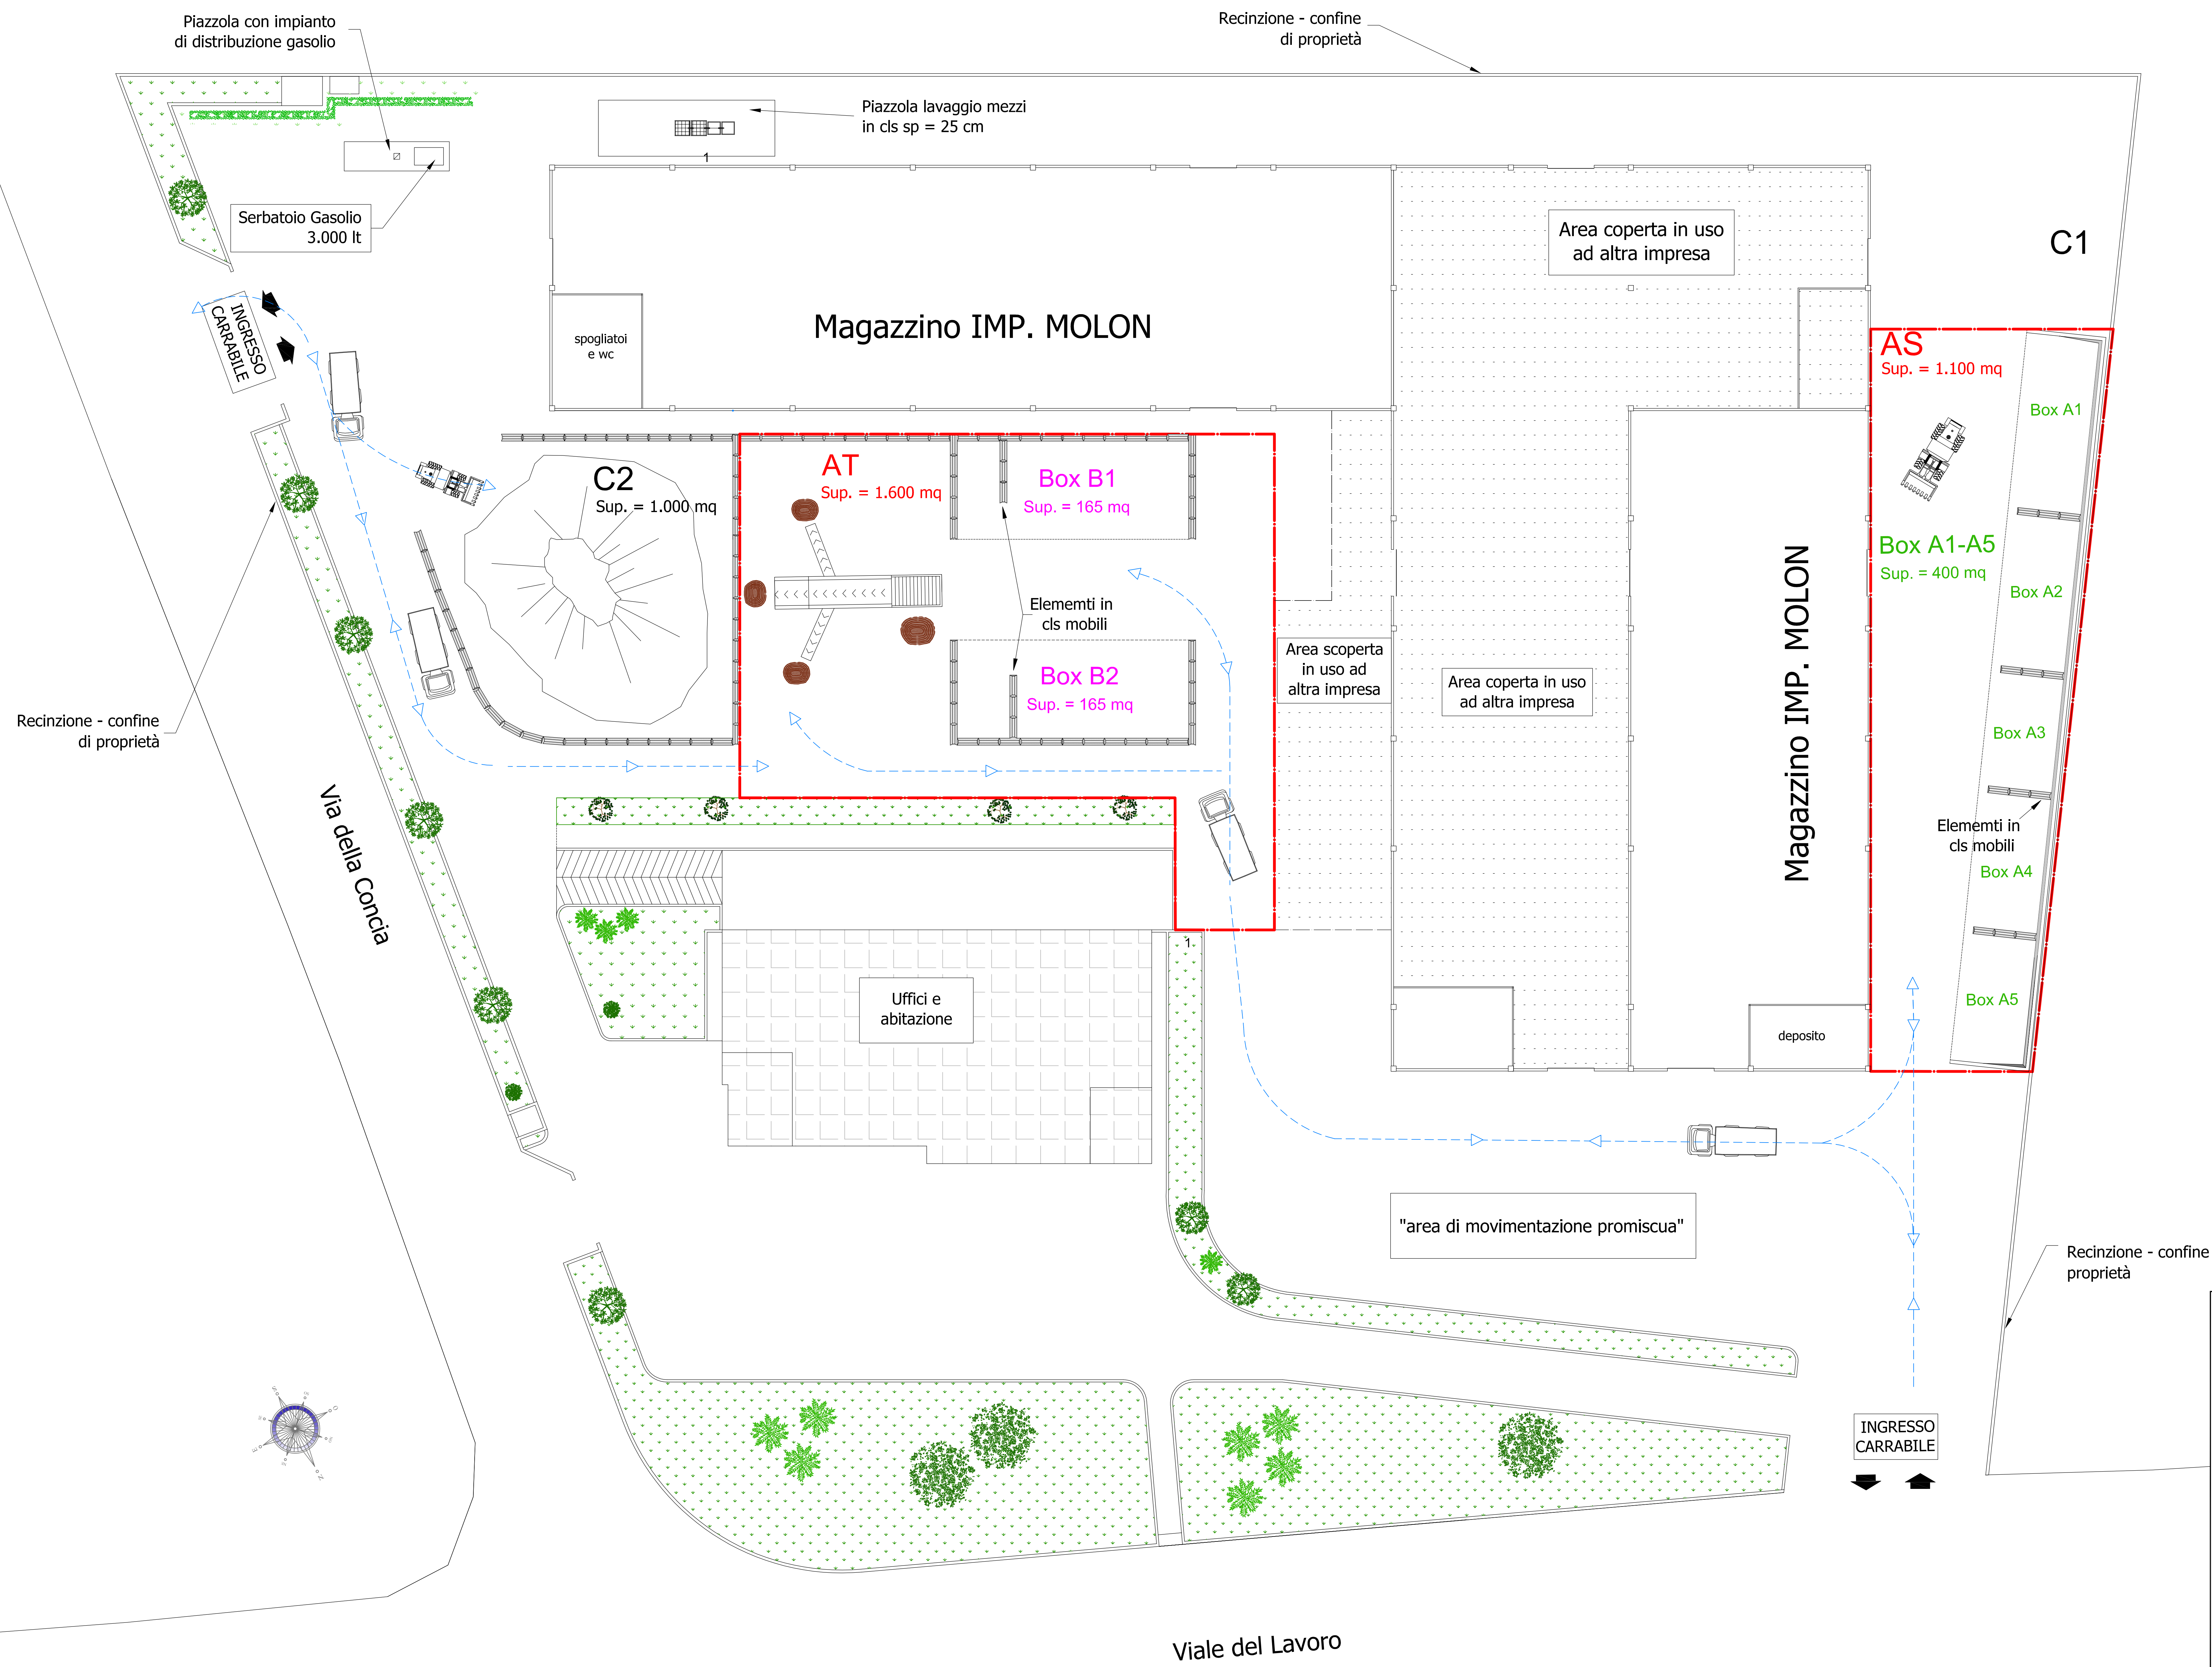 Piazzola con impianto
di distribuzione gasolio
Recinzione - confine
di proprietà
Piazzola lavaggio mezzi
in cls sp = 25 cm
1
Serbatoio Gasolio
3.000 lt
Area coperta in uso
ad altra impresa
C1
INGRESSO
CARRABILE
spogliatoi
e wc
Magazzino IMP. MOLON
AS
Sup. = 1.100 mq
Box A1
C2
Sup. = 1.000 mq
AT
Sup. = 1.600 mq
Box B1
Sup. = 165 mq
Box A1-A5
Sup. = 400 mq
Box A2
Elememti in
cls mobili
Box B2
Sup. = 165 mq
Area scoperta
in uso ad
altra impresa
Area coperta in uso
ad altra impresa
Magazzino IMP. MOLON
Box A3
Recinzione - confine
di proprietà
Via della Concia
Elememti in
cls mobili
Box A4
1
Uffici e
abitazione
Box A5
deposito
"area di movimentazione promiscua"
Recinzione - confine
proprietà
INGRESSO
CARRABILE
Viale del Lavoro